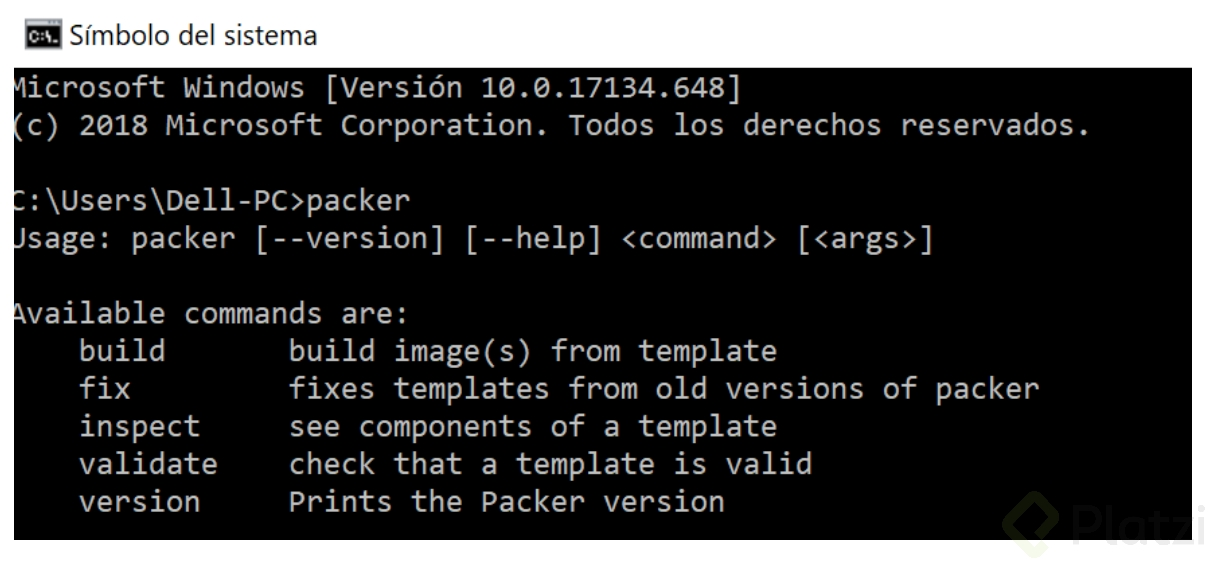 C:\. Símbolo del sistema
Microsoft Windows [Versión 10.0.17134.648]
(c) 2018 Microsoft Corporation. Todos los derechos reservados.
C:\Users\Dell-PC>packer
Usage: packer [--version] [--help] <command> [<args>]
Available commands are:
build build image(s) from template
fix fixes templates from old versions of packer
inspect see components of a template
validate check that a template is valid
version Prints the Packer version
Platzi